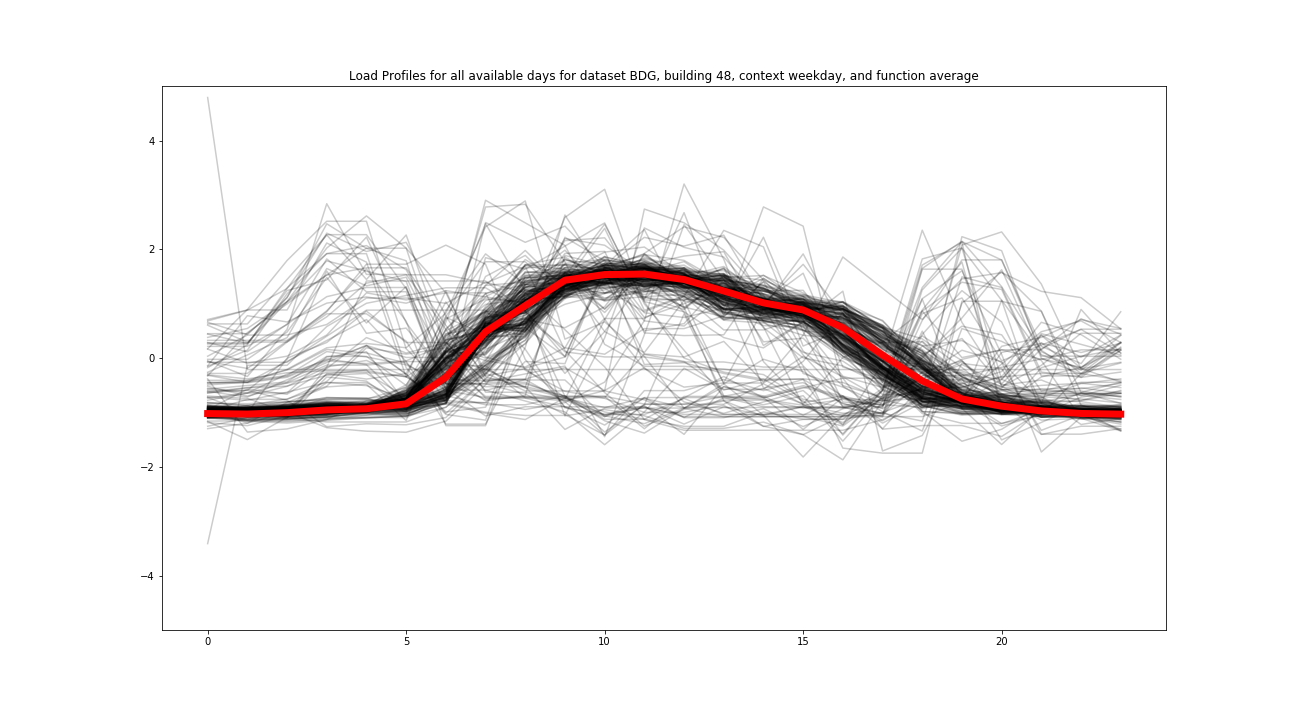 Load Profiles for all available days for dataset BDG, building 48, context weekday, and function average
4
2
0
−2
−4
0 5 10 15 20